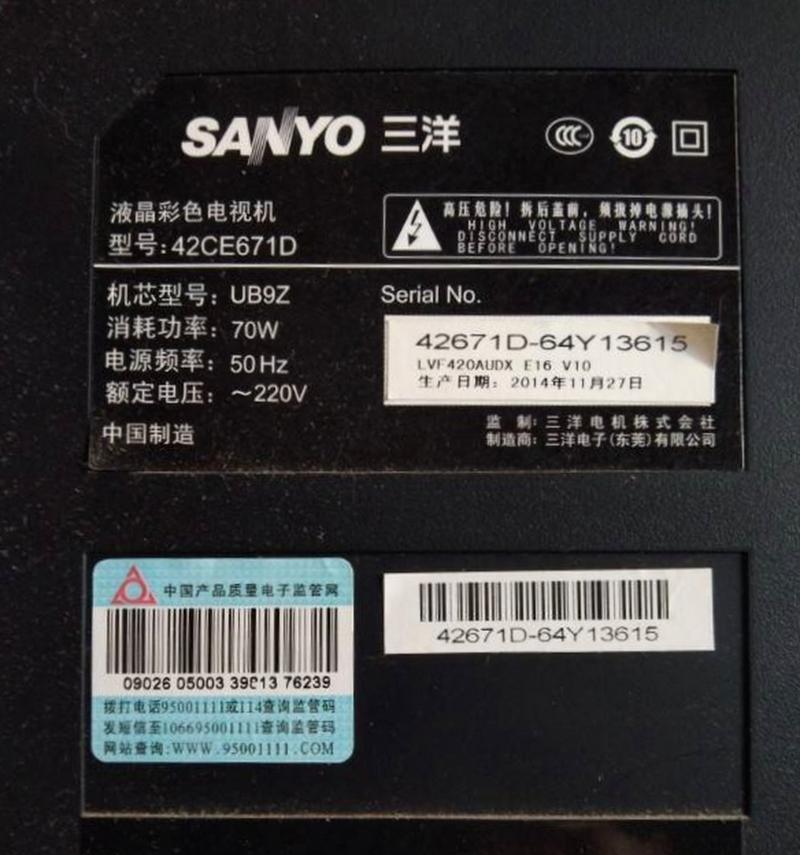 SANYO 三洋
CCC 10
液晶彩色电视机
型号:42CE671D
高压危险!拆后盖前,须拔掉电源插头!
HIGH VOLTAGE WARNING!
DISCONNECT SUPPLY CORD
BEFORE OPENING!
机芯型号:UB9Z
消耗功率:70W
电源频率:50Hz
额定电压:～220V
中国制造
Serial No.
42671D-64Y13615
LVF420AUDX E16 V10
生产日期:2014年11月27日
监 制:三洋电机株式会社
制造商:三洋电子(东莞)有限公司
中国产品质量电子监管网
09026 05003 39813 76239
拨打电话95001111或114查询监管码
发短信至106695001111查询监管码
网站查询:WWW.95001111.COM
42671D-64Y13615